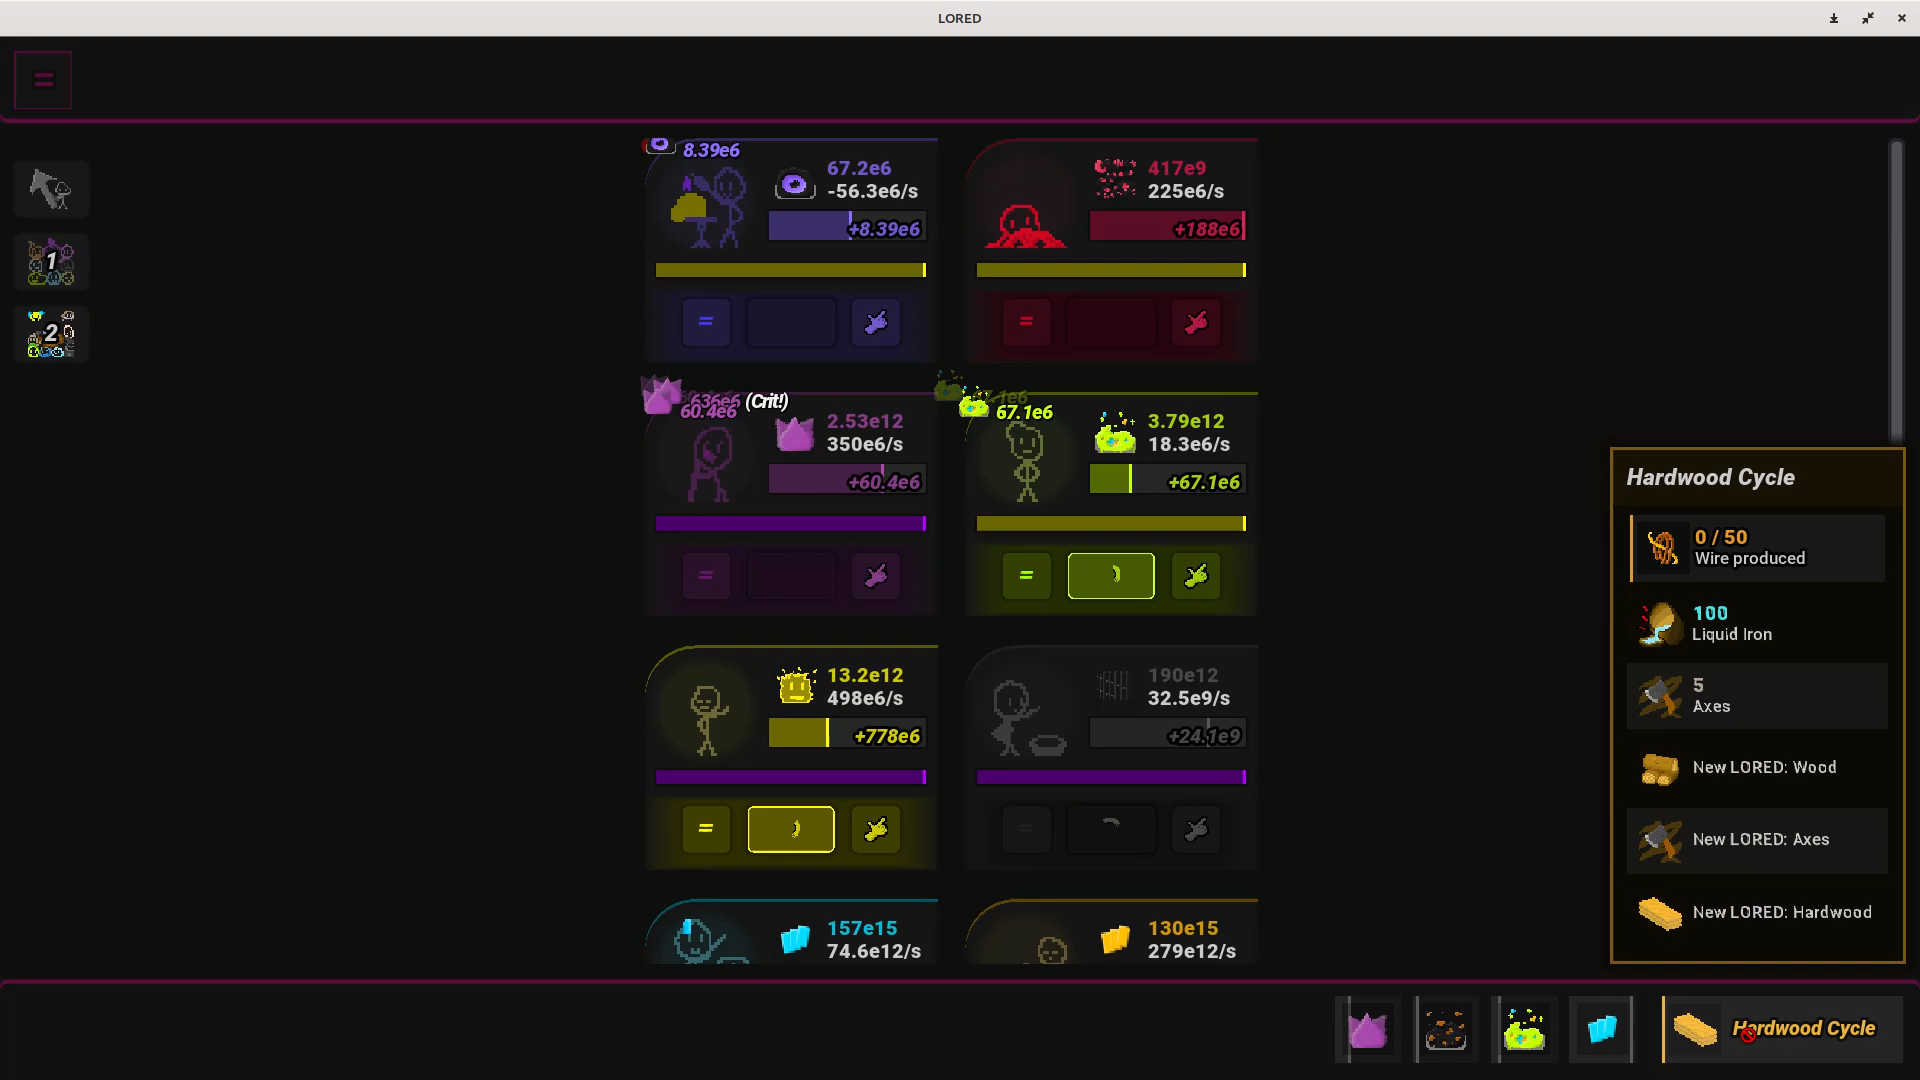 LORED
=
1
2
8.39e6
67.2e6
-56.3e6/s
+8.39e6
=
417e9
225e6/s
+188e6
=
636e6 (Crit!)
60.4e6
2.53e12
350e6/s
+60.4e6
=
67.1e6
3.79e12
18.3e6/s
+67.1e6
=
13.2e12
498e6/s
+778e6
=
190e12
32.5e9/s
+24.1e9
=
157e15
74.6e12/s
130e15
279e12/s
Hardwood Cycle
0 / 50
Wire produced
100
Liquid Iron
5
Axes
New LORED: Wood
New LORED: Axes
New LORED: Hardwood
Hardwood Cycle